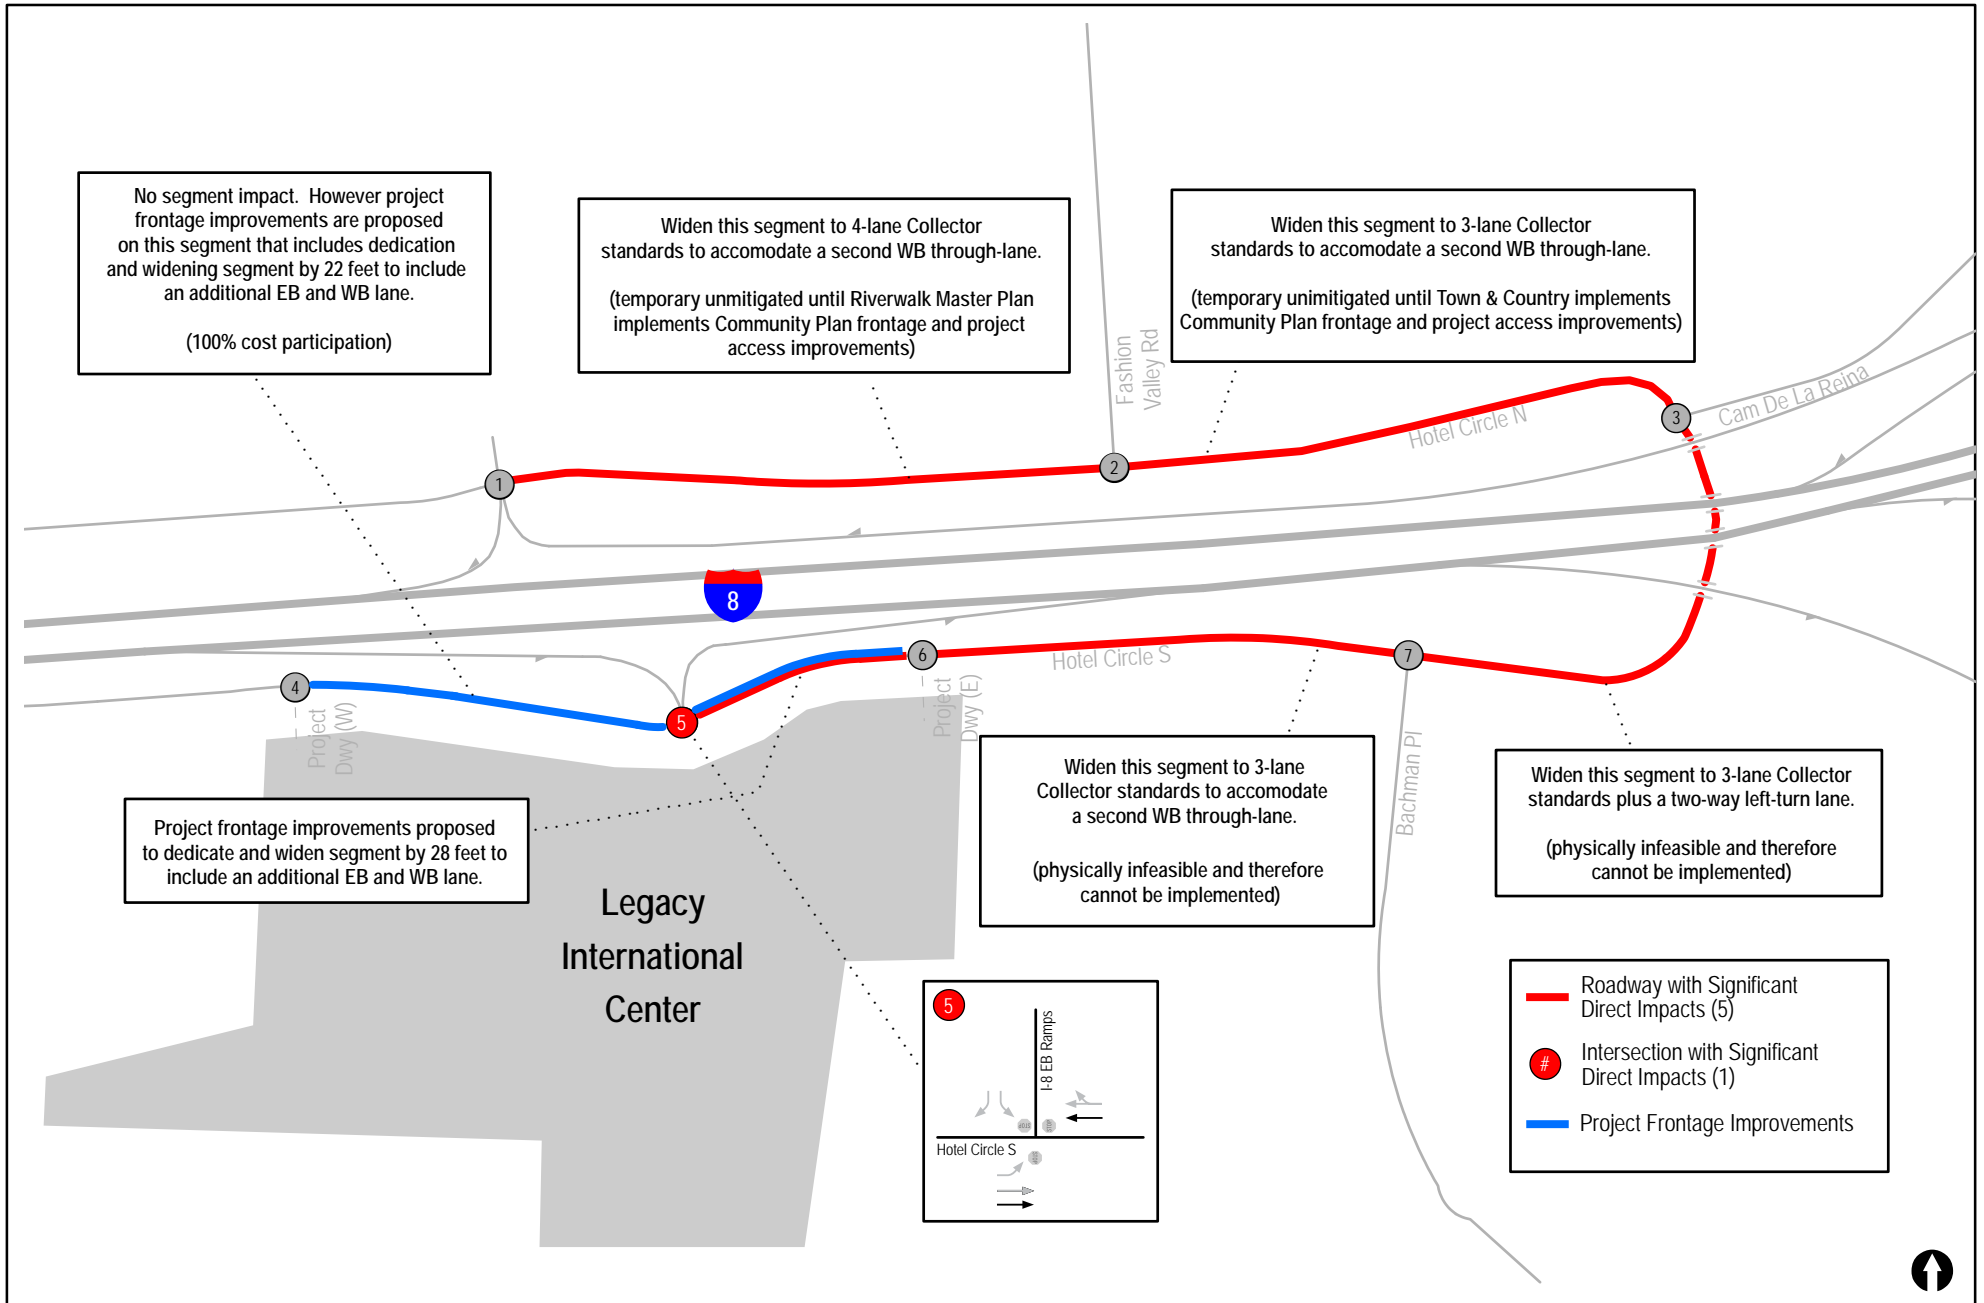 No segment impact.  However project
frontage improvements are proposed
on this segment that includes dedication
and widening segment by 22 feet to include
an additional EB and WB lane.
(100% cost participation)
Widen this segment to 4-lane Collector
standards to accomodate a second WB through-lane.
(temporary unmitigated until Riverwalk Master Plan
implements Community Plan frontage and project
access improvements)
Widen this segment to 3-lane Collector
standards to accomodate a second WB through-lane.
(temporary unimitigated until Town & Country implements
Community Plan frontage and project access improvements)
Fashion
Valley Rd
Hotel Circle N
Cam De La Reina
1
2
3
8
4
5
6
7
Hotel Circle S
Project
Dwy (W)
Project
Dwy (E)
Bachman Pl
Project frontage improvements proposed
to dedicate and widen segment by 28 feet to
include an additional EB and WB lane.
Widen this segment to 3-lane
Collector standards to accomodate
a second WB through-lane.
(physically infeasible and therefore
cannot be implemented)
Widen this segment to 3-lane Collector
standards plus a two-way left-turn lane.
(physically infeasible and therefore
cannot be implemented)
Legacy
International
Center
5
I-8 EB Ramps
STOP
STOP
Hotel Circle S
STOP
Roadway with Significant
Direct Impacts (5)
#
Intersection with Significant
Direct Impacts (1)
Project Frontage Improvements